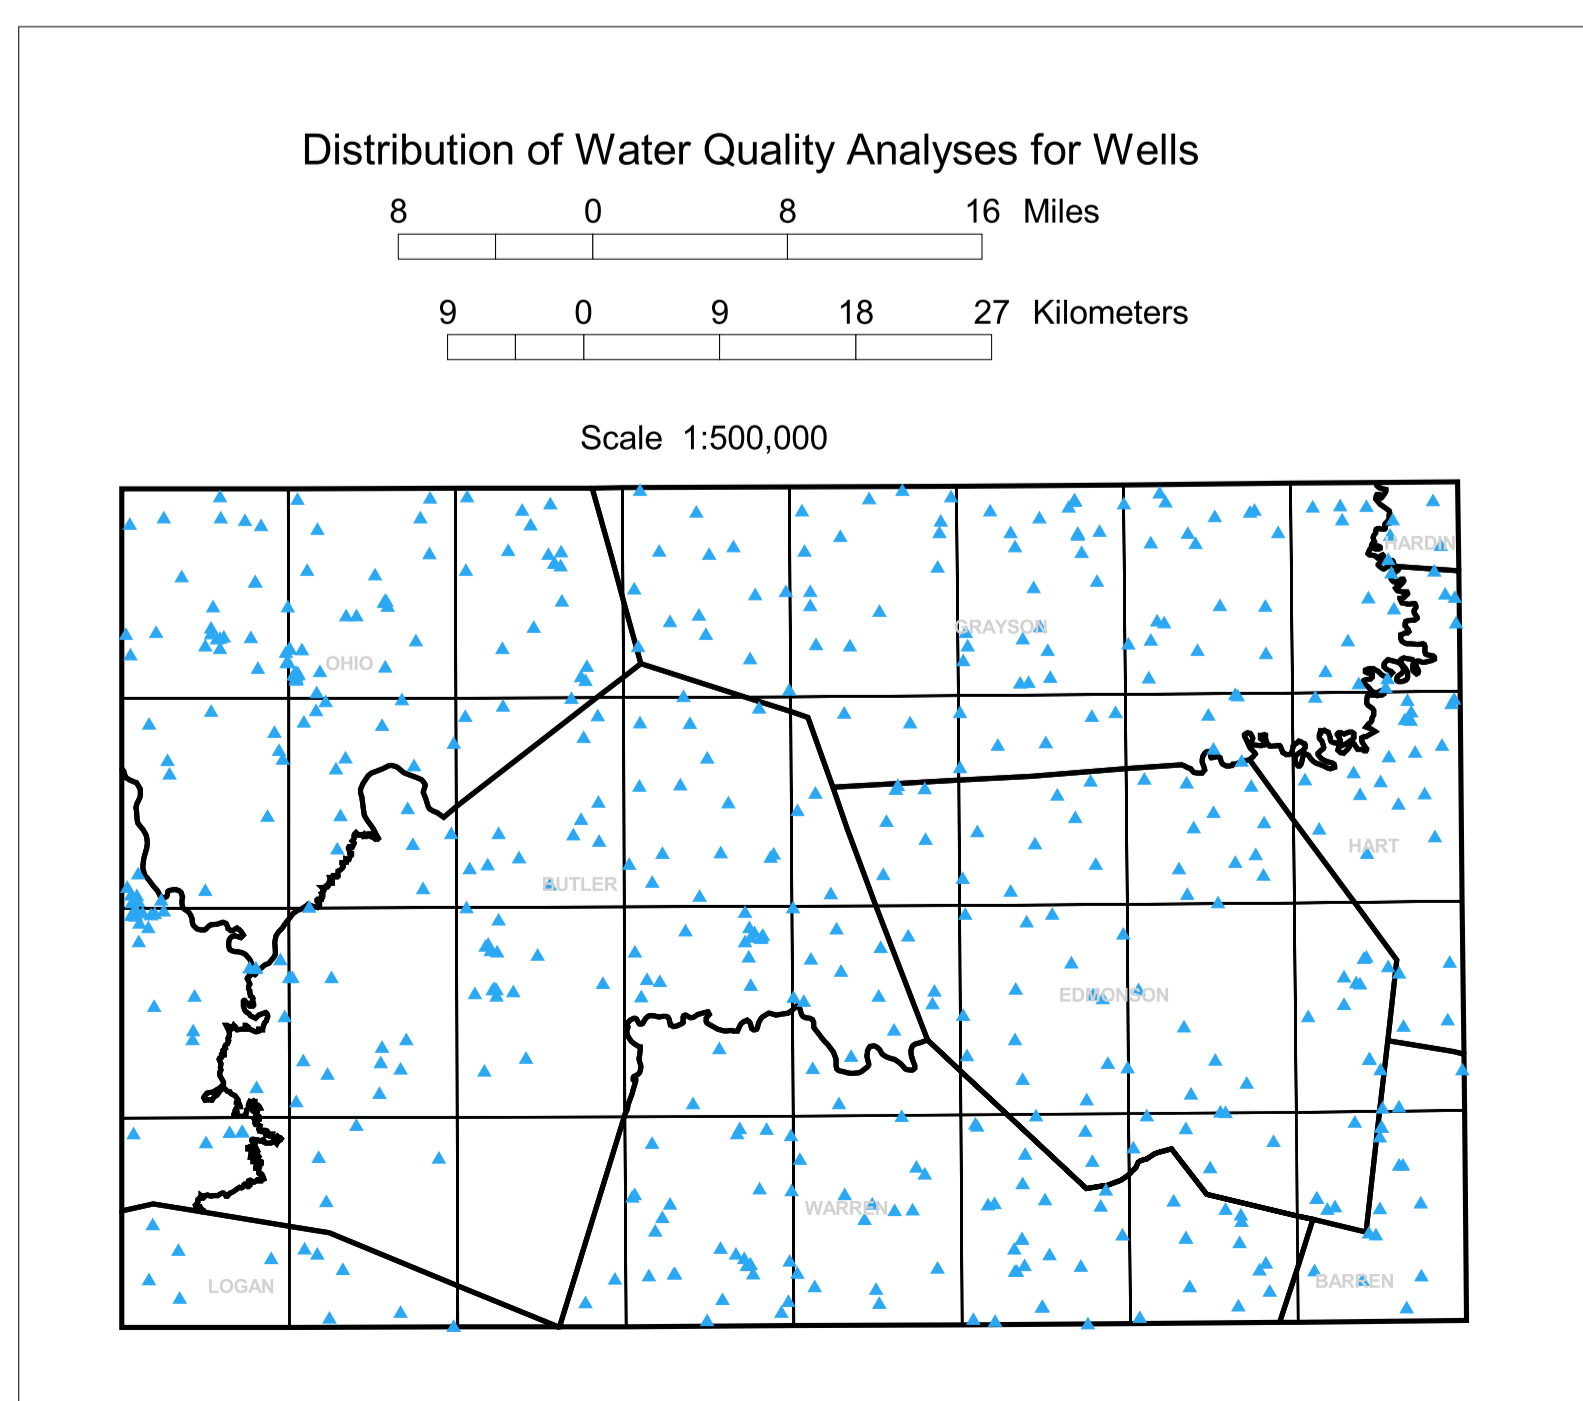 Distribution of Water Quality Analyses for Wells
8 0 8 16 Miles
9 0 9 18 27 Kilometers
Scale 1:500,000
HARDIN
GRAYSON
OHIO
HART
BUTLER
EDMONSON
WARREN
LOGAN
BARREN